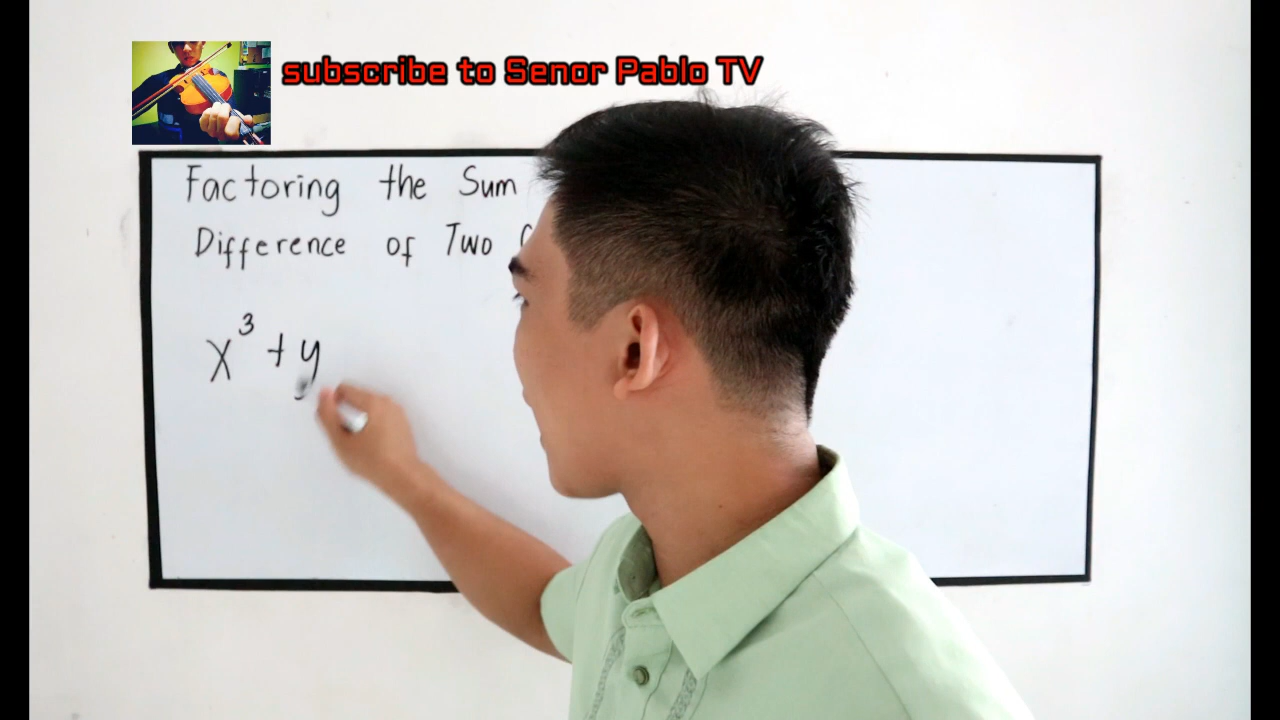 subscribe to Senor Pablo TV
Factoring the Sum
Difference of Two
x³ + y